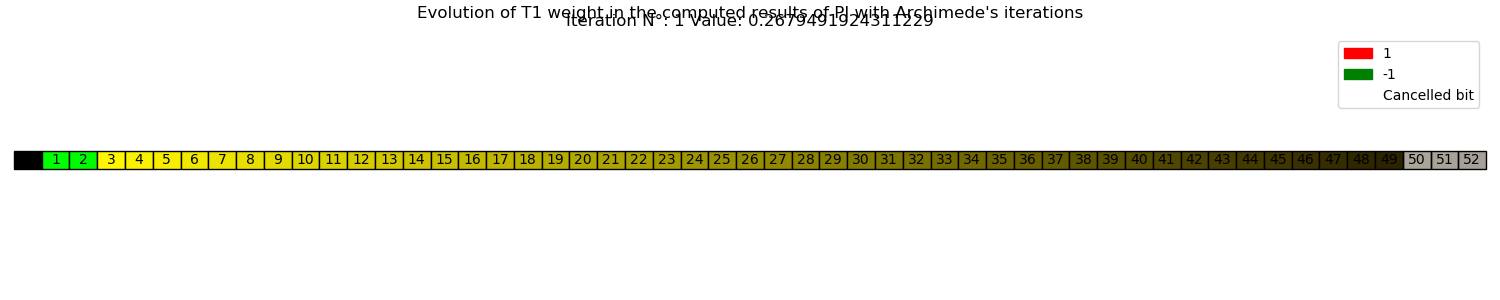 Evolution of T1 weight in the computed results of PI with Archimede's iterations
Iteration N°: 1 Value: 0.2679491924311229
1
-1
Cancelled bit
1 2 3 4 5 6 7 8 9 10 11 12 13 14 15 16 17 18 19 20 21 22 23 24 25 26 27 28 29 30 31 32 33 34 35 36 37 38 39 40 41 42 43 44 45 46 47 48 49 50 51 52